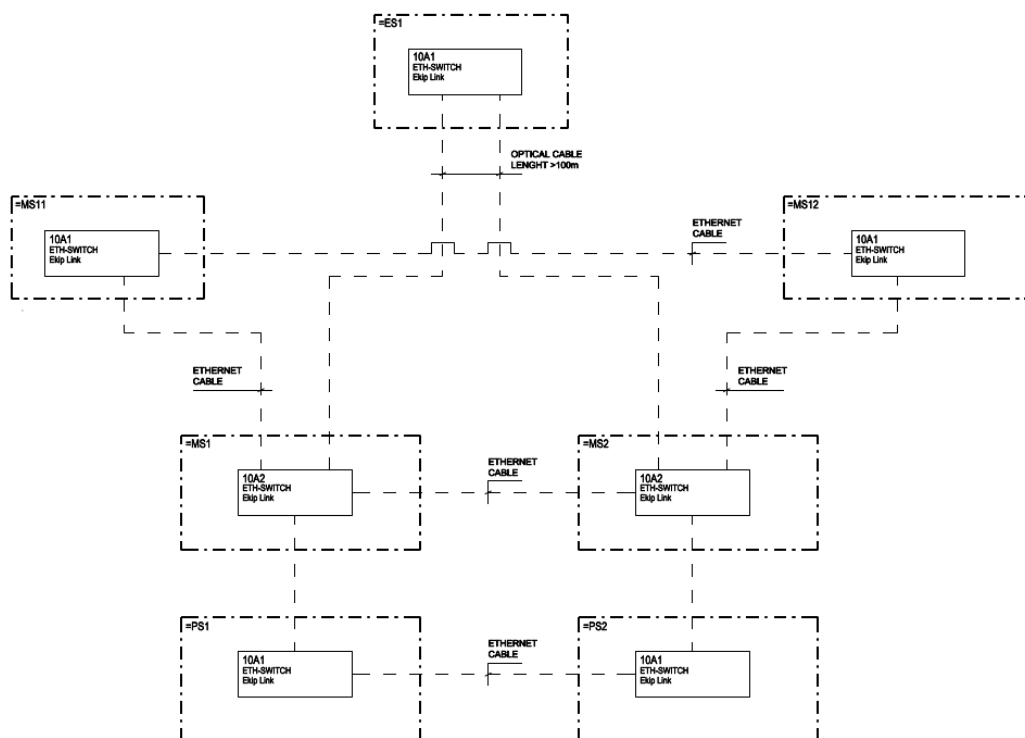 =ES1
10A1
ETH-SWITCH
Ekip Link
OPTICAL CABLE
LENGHT >100m
=MS11
10A1
ETH-SWITCH
Ekip Link
ETHERNET
CABLE
=MS12
10A1
ETH-SWITCH
Ekip Link
ETHERNET
CABLE
ETHERNET
CABLE
=MS1
10A2
ETH-SWITCH
Ekip Link
ETHERNET
CABLE
=MS2
10A2
ETH-SWITCH
Ekip Link
=PS1
10A1
ETH-SWITCH
Ekip Link
ETHERNET
CABLE
=PS2
10A1
ETH-SWITCH
Ekip Link